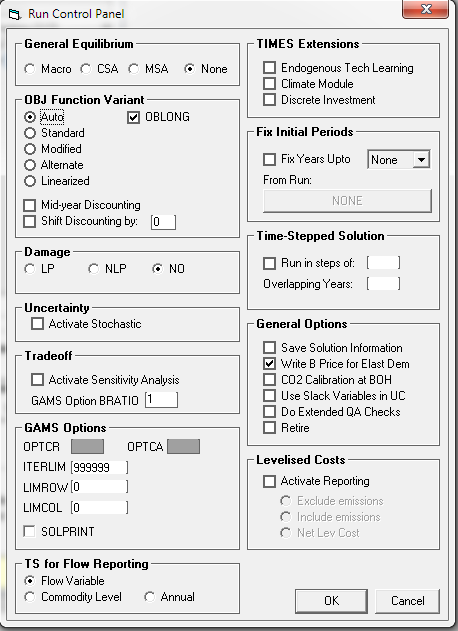 Run Control Panel
General Equilibrium
Macro CSA MSA None
OBJ Function Variant
Auto OBLONG
Standard
Modified
Alternate
Linearized
Mid-year Discounting
Shift Discounting by: 0
Damage
LP NLP NO
Uncertainty
Activate Stochastic
Tradeoff
Activate Sensitivity Analysis
GAMS Option BRATIO 1
GAMS Options
OPTCR OPTCA
ITERLIM 999999
LIMROW 0
LIMCOL 0
SOLPRINT
TS for Flow Reporting
Flow Variable
Commodity Level Annual
TIMES Extensions
Endogenous Tech Learning
Climate Module
Discrete Investment
Fix Initial Periods
Fix Years Upto None
From Run:
NONE
Time-Stepped Solution
Run in steps of:
Overlapping Years:
General Options
Save Solution Information
Write B Price for Elast Dem
CO2 Calibration at BOH
Use Slack Variables in UC
Do Extended QA Checks
Retire
Levelised Costs
Activate Reporting
Exclude emissions
Include emissions
Net Lev Cost
OK Cancel